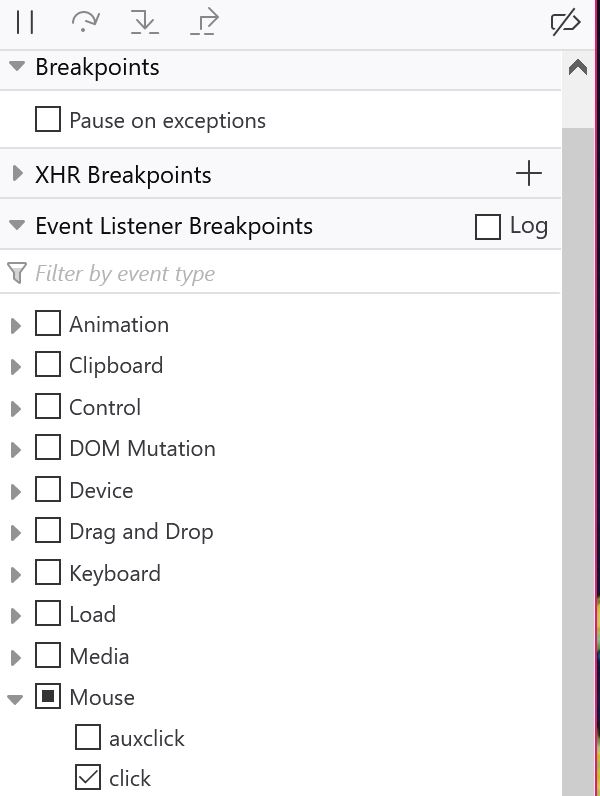 Breakpoints
Pause on exceptions
XHR Breakpoints
Event Listener Breakpoints Log
Filter by event type
Animation
Clipboard
Control
DOM Mutation
Device
Drag and Drop
Keyboard
Load
Media
Mouse
auxclick
click